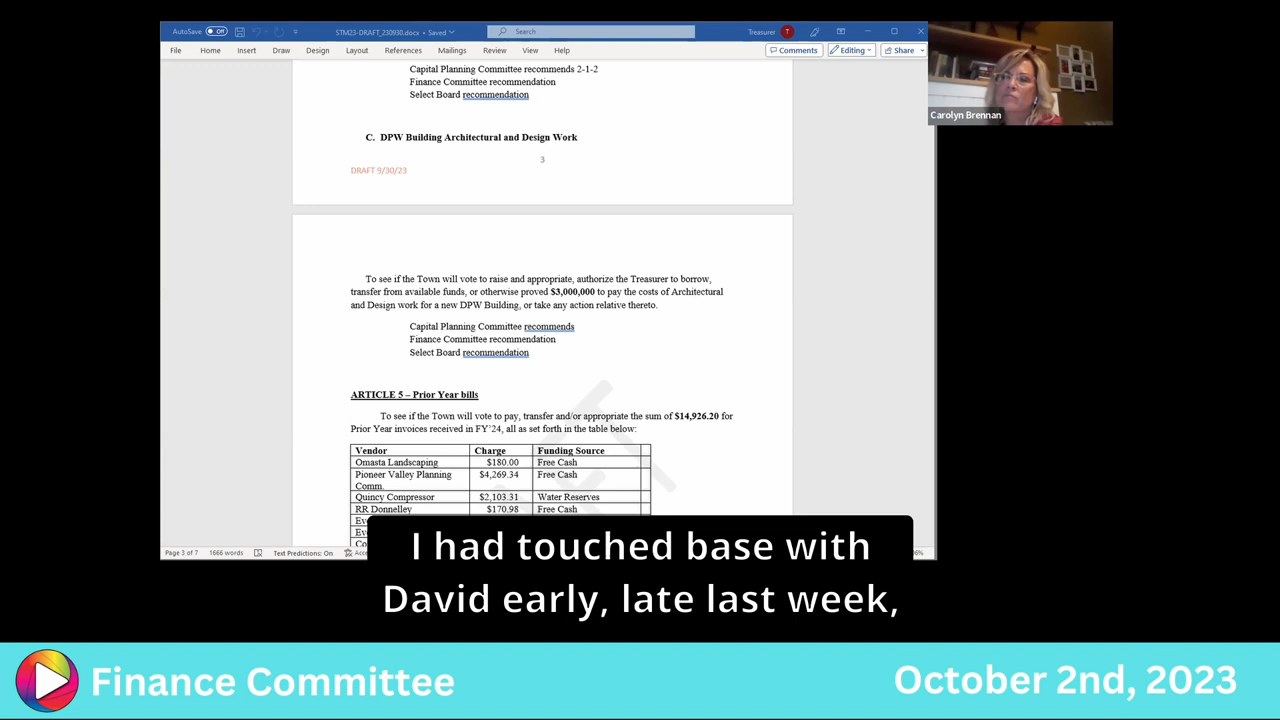 AutoSave Off
STM23-DRAFT_230930.docx • Saved
Search
Treasurer T
File Home Insert Draw Design Layout References Mailings Review View Help
Comments Editing Share
Capital Planning Committee recommends 2-1-2
Finance Committee recommendation
Select Board recommendation
C. DPW Building Architectural and Design Work
3
DRAFT 9/30/23
To see if the Town will vote to raise and appropriate, authorize the Treasurer to borrow,
transfer from available funds, or otherwise proved $3,000,000 to pay the costs of Architectural
and Design work for a new DPW Building, or take any action relative thereto.
Capital Planning Committee recommends
Finance Committee recommendation
Select Board recommendation
ARTICLE 5 – Prior Year bills
To see if the Town will vote to pay, transfer and/or appropriate the sum of $14,926.20 for
Prior Year invoices received in FY'24, all as set forth in the table below:
Vendor Charge Funding Source
Omasta Landscaping $180.00 Free Cash
Pioneer Valley Planning $4,269.34 Free Cash
Comm.
Quincy Compressor $2,103.31 Water Reserves
RR Donnelley $170.98 Free Cash
Page 3 of 7 1666 words Text Predictions: On
Carolyn Brennan
I had touched base with
David early, late last week,
Finance Committee
October 2nd, 2023